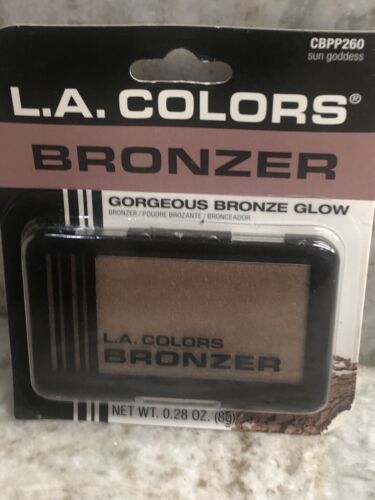 CBPP260
sun goddess
L.A. COLORS®
BRONZER
GORGEOUS BRONZE GLOW
BRONZER / POUDRE BROZANTE / BRONCEADOR
L.A. COLORS
BRONZER
NET WT. 0.28 OZ. (8g)